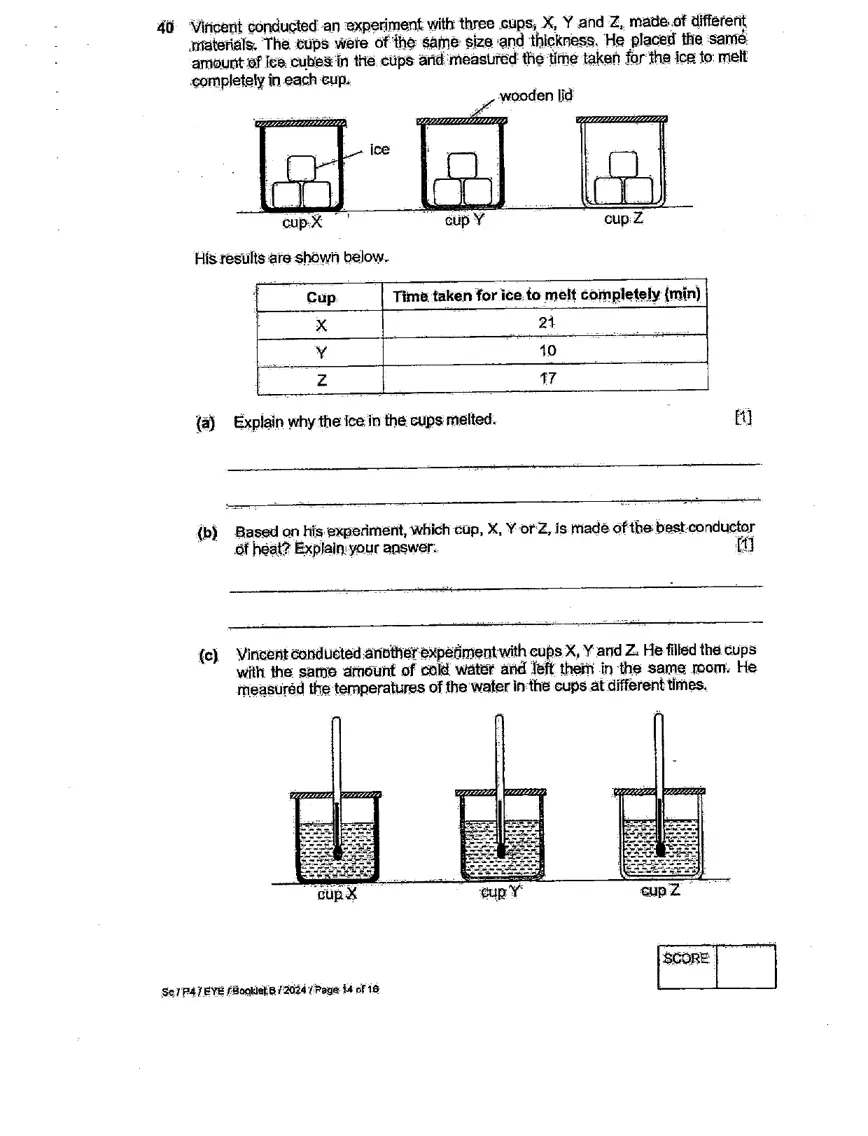 40 Vincent conducted an experiment with three cups, X, Y and Z, made of different
materials. The cups were of the same size and thickness. He placed the same
amount of ice cubes in the cups and measured the time taken for the ice to melt
completely in each cup.
wooden lid
ice
cup X
cup Y
cup Z
His results are shown below.
Cup Time taken for ice to melt completely (min)
X 21
Y 10
Z 17
(a) Explain why the ice in the cups melted. [1]
(b) Based on his experiment, which cup, X, Y or Z, is made of the best conductor
of heat? Explain your answer. [1]
(c) Vincent conducted another experiment with cups X, Y and Z. He filled the cups
with the same amount of cold water and left them in the same room. He
measured the temperatures of the water in the cups at different times.
cup X
cup Y
cup Z
SCORE
Sc / P4 / EYE / Booklet B / 2024 / Page 14 of 16